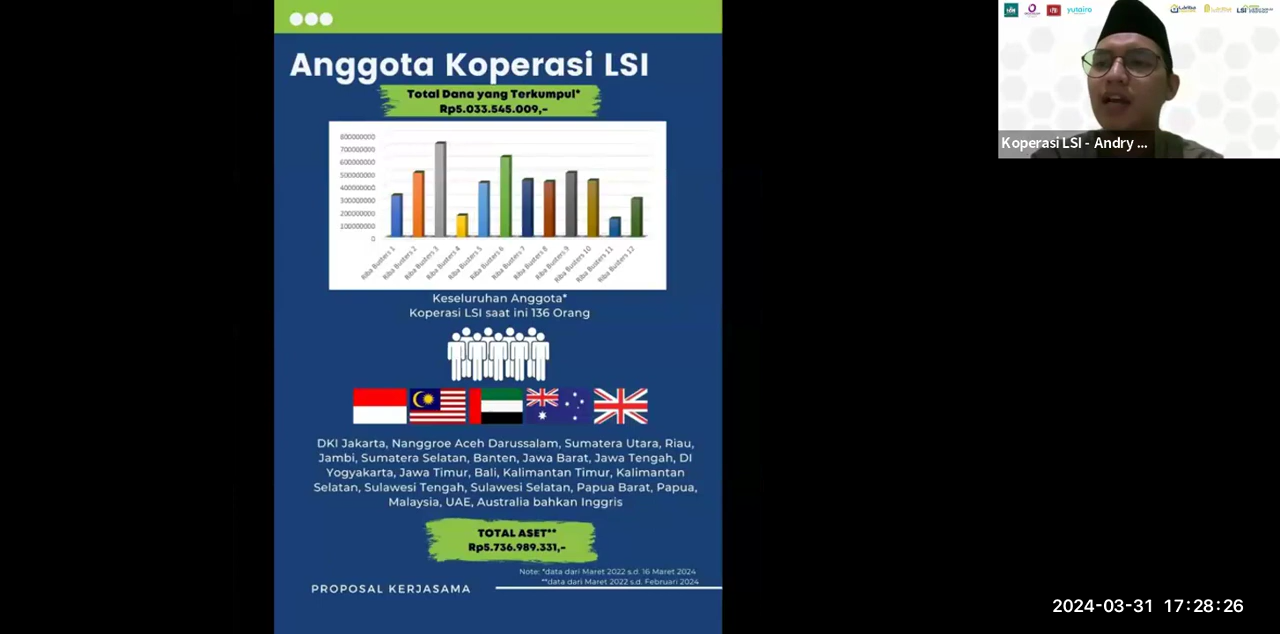 Anggota Koperasi LSI
Total Dana yang Terkumpul*
Rp5.033.545.009,-
800000000
700000000
600000000
500000000
400000000
300000000
200000000
100000000
0
Riba Busters 1
Riba Busters 2
Riba Busters 3
Riba Busters 4
Riba Busters 5
Riba Busters 6
Riba Busters 7
Riba Busters 8
Riba Busters 9
Riba Busters 10
Riba Busters 11
Riba Busters 12
Keseluruhan Anggota*
Koperasi LSI saat ini 136 Orang
DKI Jakarta, Nanggroe Aceh Darussalam, Sumatera Utara, Riau,
Jambi, Sumatera Selatan, Banten, Jawa Barat, Jawa Tengah, DI
Yogyakarta, Jawa Timur, Bali, Kalimantan Timur, Kalimantan
Selatan, Sulawesi Tengah, Sulawesi Selatan, Papua Barat, Papua,
Malaysia, UAE, Australia bahkan Inggris
TOTAL ASET**
Rp5.736.989.331,-
Note: *data dari Maret 2022 s.d. 16 Maret 2024
**data dari Maret 2022 s.d. Februari 2024
PROPOSAL KERJASAMA
yutairo
LSI
Koperasi LSI - Andry ...
2024-03-31 17:28:26